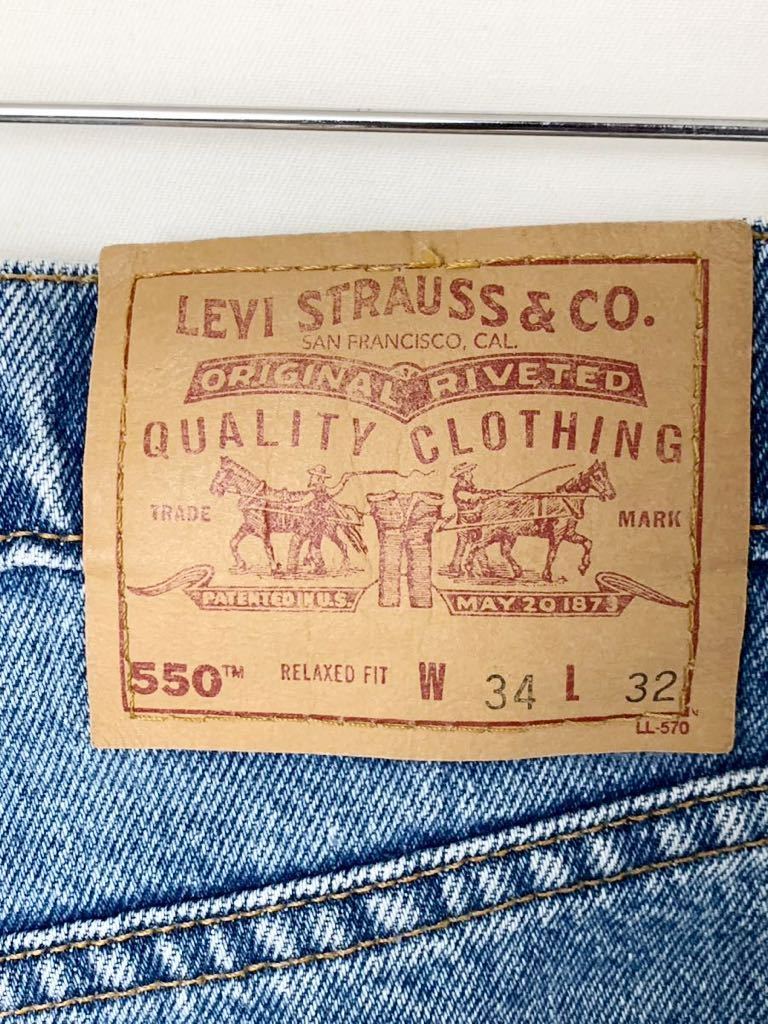 LEVI STRAUSS & CO.
SAN FRANCISCO, CAL.
ORIGINAL RIVETED
QUALITY CLOTHING
TRADE MARK
PATENTED IN U.S. MAY 20 1873
550™ RELAXED FIT W 34 L 32
LL-570